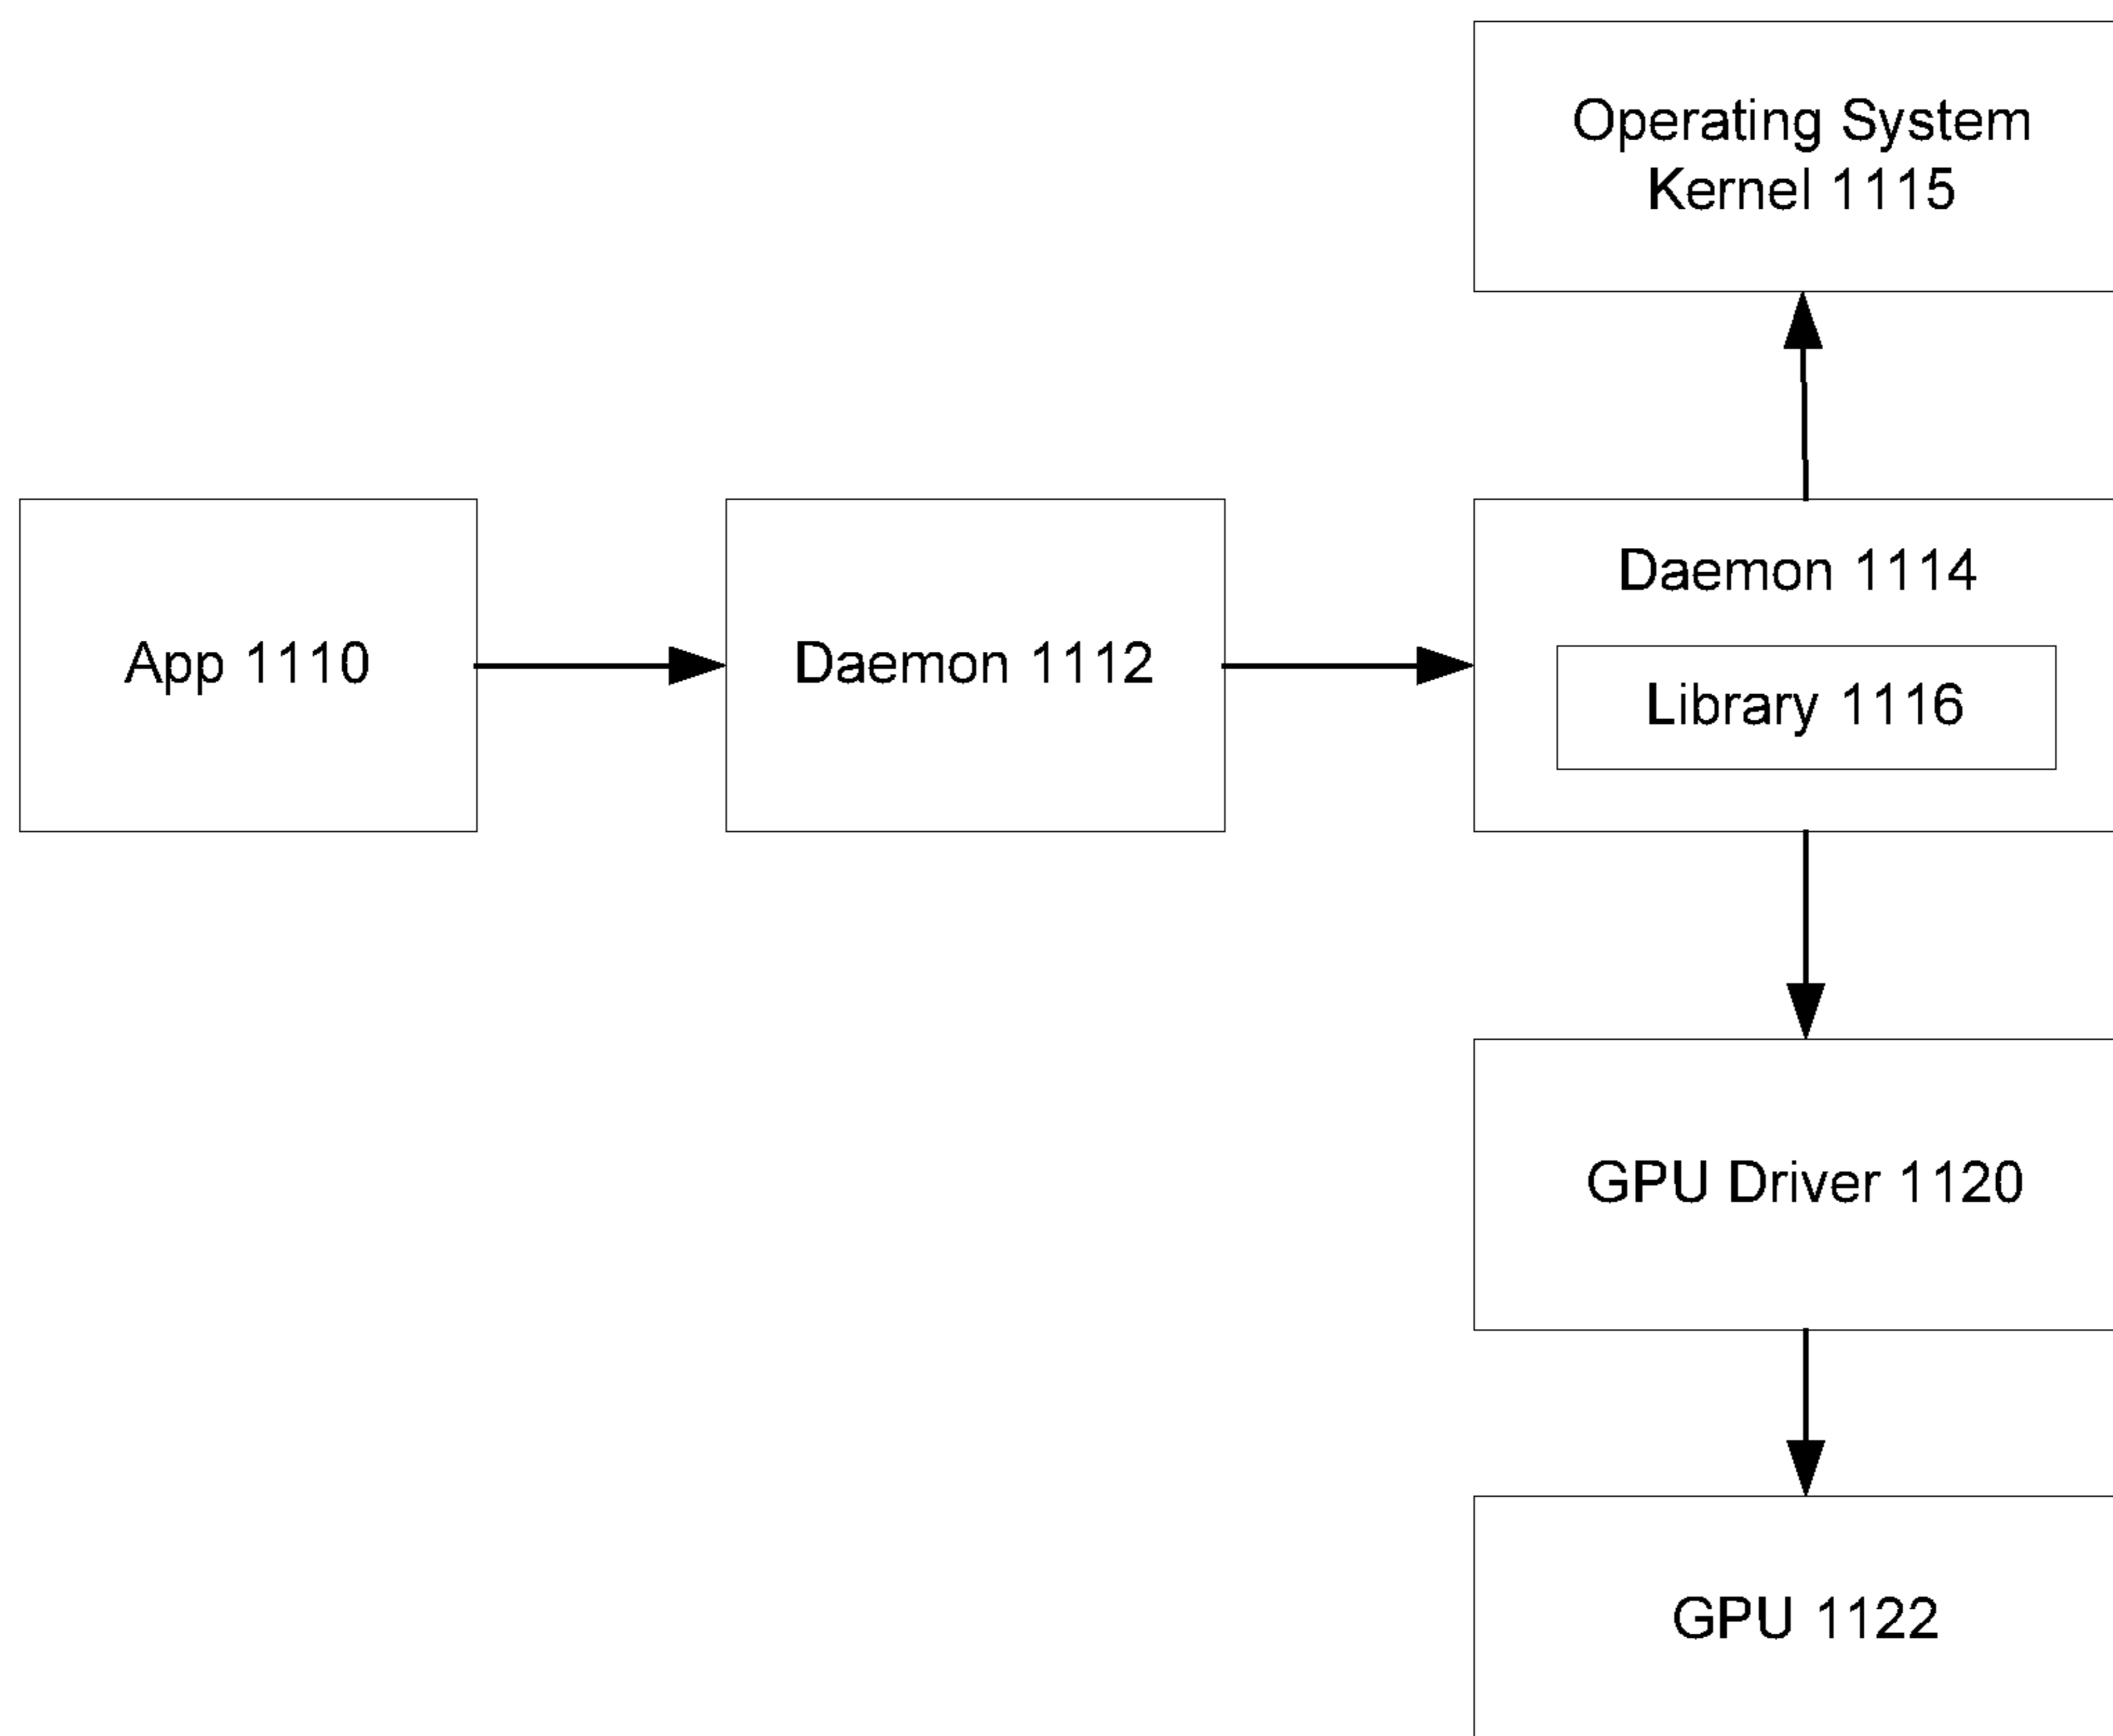 Operating System
Kernel 1115
App 1110
Daemon 1112
Daemon 1114
Library 1116
GPU Driver 1120
GPU 1122